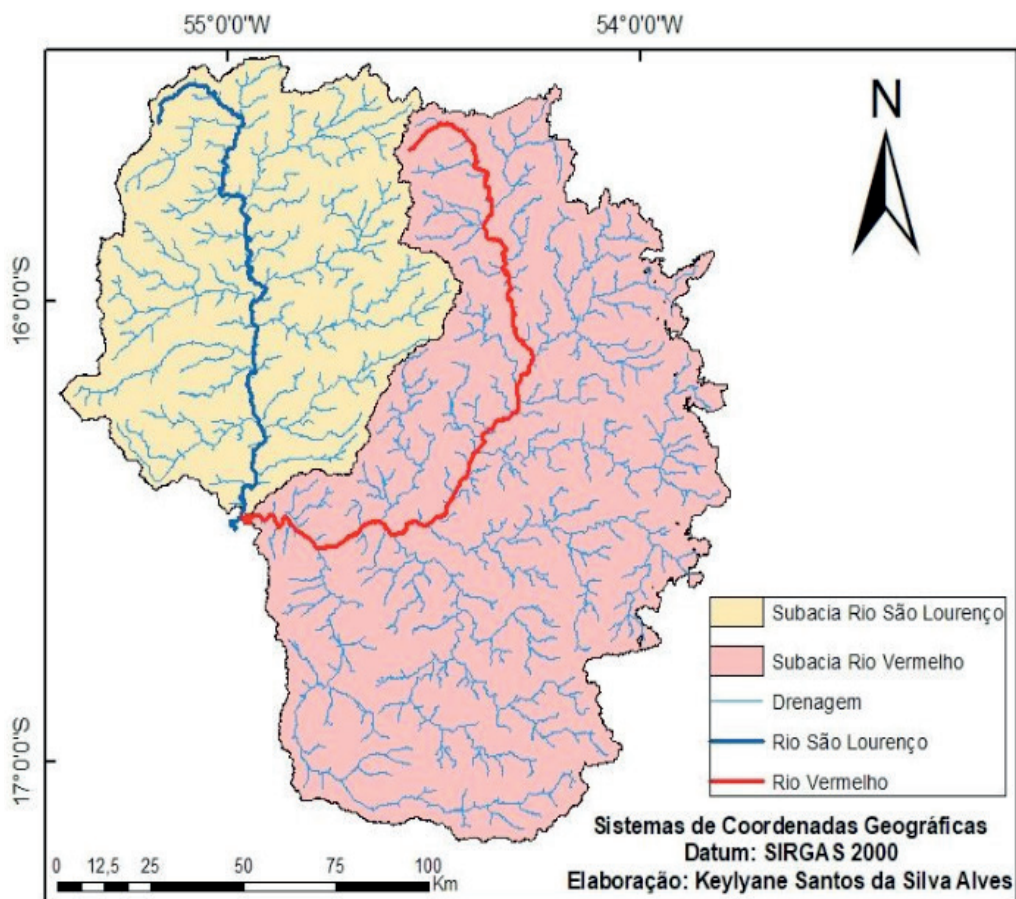 55°0'0"W
54°0'0"W
N
16°0'0"S
17°0'0"S
Subacia Rio São Lourenço
Subacia Rio Vermelho
Drenagem
Rio São Lourenço
Rio Vermelho
Sistemas de Coordenadas Geográficas
Datum: SIRGAS 2000
Elaboração: Keylyane Santos da Silva Alves
0 12,5 25 50 75 100
Km